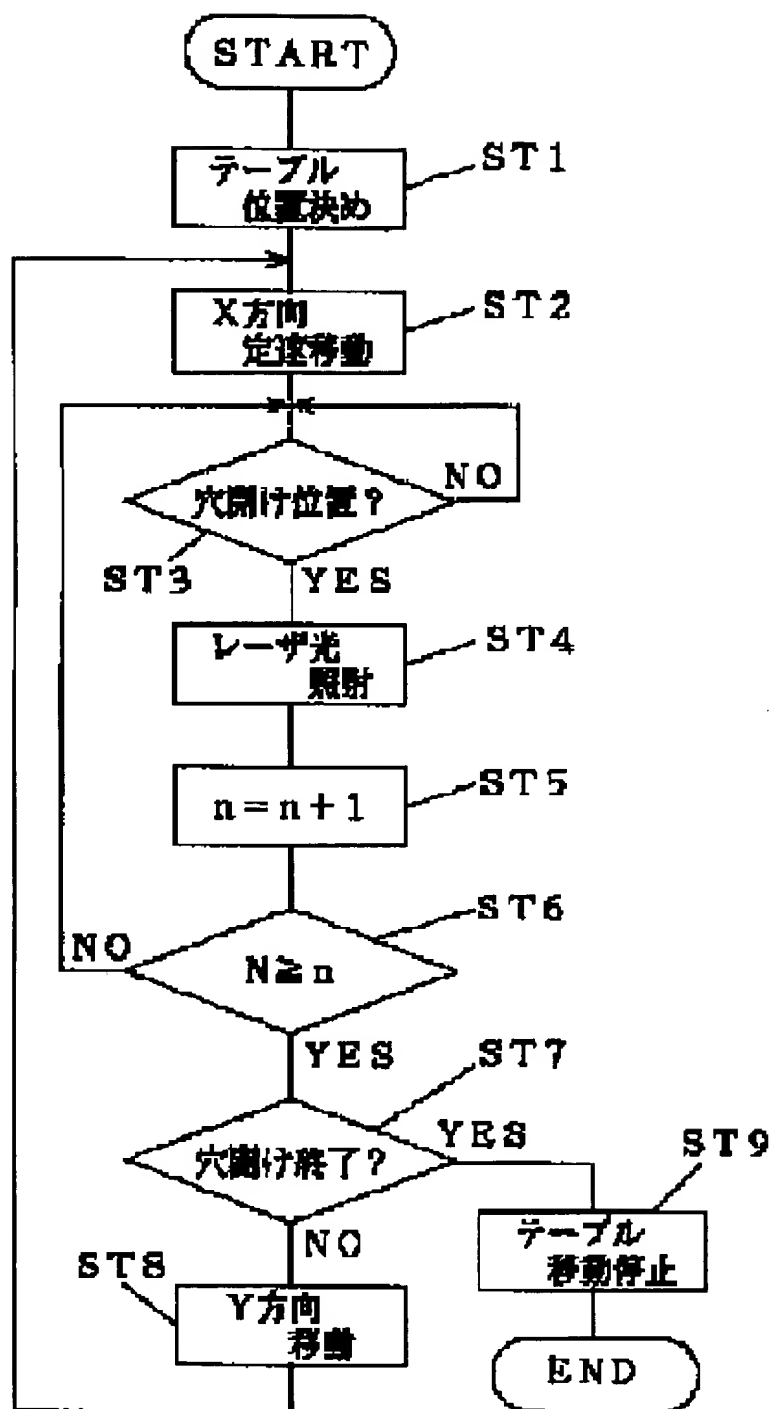 START
テーブル
位置決め
ST1
X方向
定速移動
ST2
穴開け位置?
NO
ST3
YES
レーザ光
照射
ST4
n=n+1
ST5
ST6
NO
N≧n
YES
ST7
穴開け終了?
YES
ST9
NO
テーブル
移動停止
ST8
Y方向
移動
END